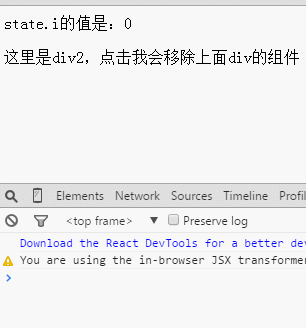 state.i的值是：0
这里是div2，点击我会移除上面div的组件
Elements Network Sources Timeline Profil
<top frame> ▼ Preserve log
Download the React DevTools for a better dev
You are using the in-browser JSX transformer